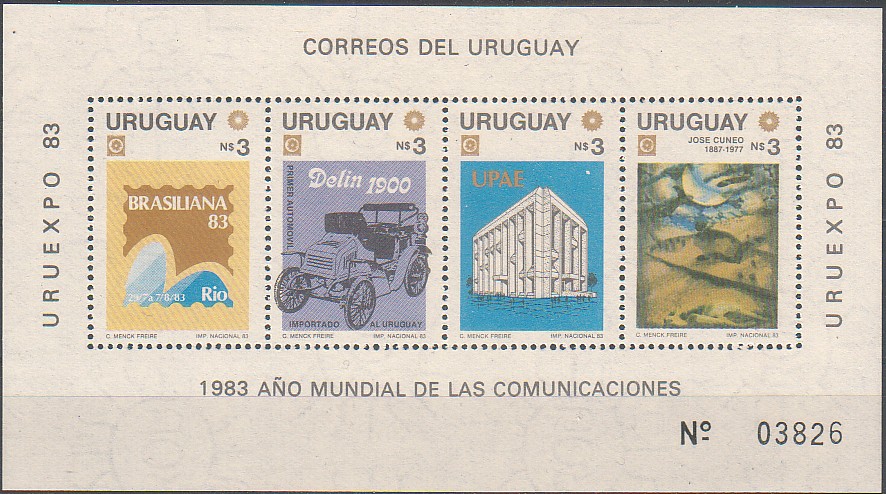 CORREOS DEL URUGUAY
URUEXPO 83
URUGUAY
N$ 3
BRASILIANA
83
29/7 a 7/8/83
Rio
C. MENCK FREIRE IMP. NACIONAL 83
URUGUAY
N$ 3
Delin 1900
PRIMER AUTOMOVIL
IMPORTADO AL URUGUAY
C. MENCK FREIRE IMP. NACIONAL 83
URUGUAY
N$ 3
UPAE
C. MENCK FREIRE IMP. NACIONAL 83
URUGUAY
N$ 3
JOSE CUNEO
1887-1977
C. MENCK FREIRE IMP. NACIONAL 83
URUEXPO 83
1983 AÑO MUNDIAL DE LAS COMUNICACIONES
Nº 03826